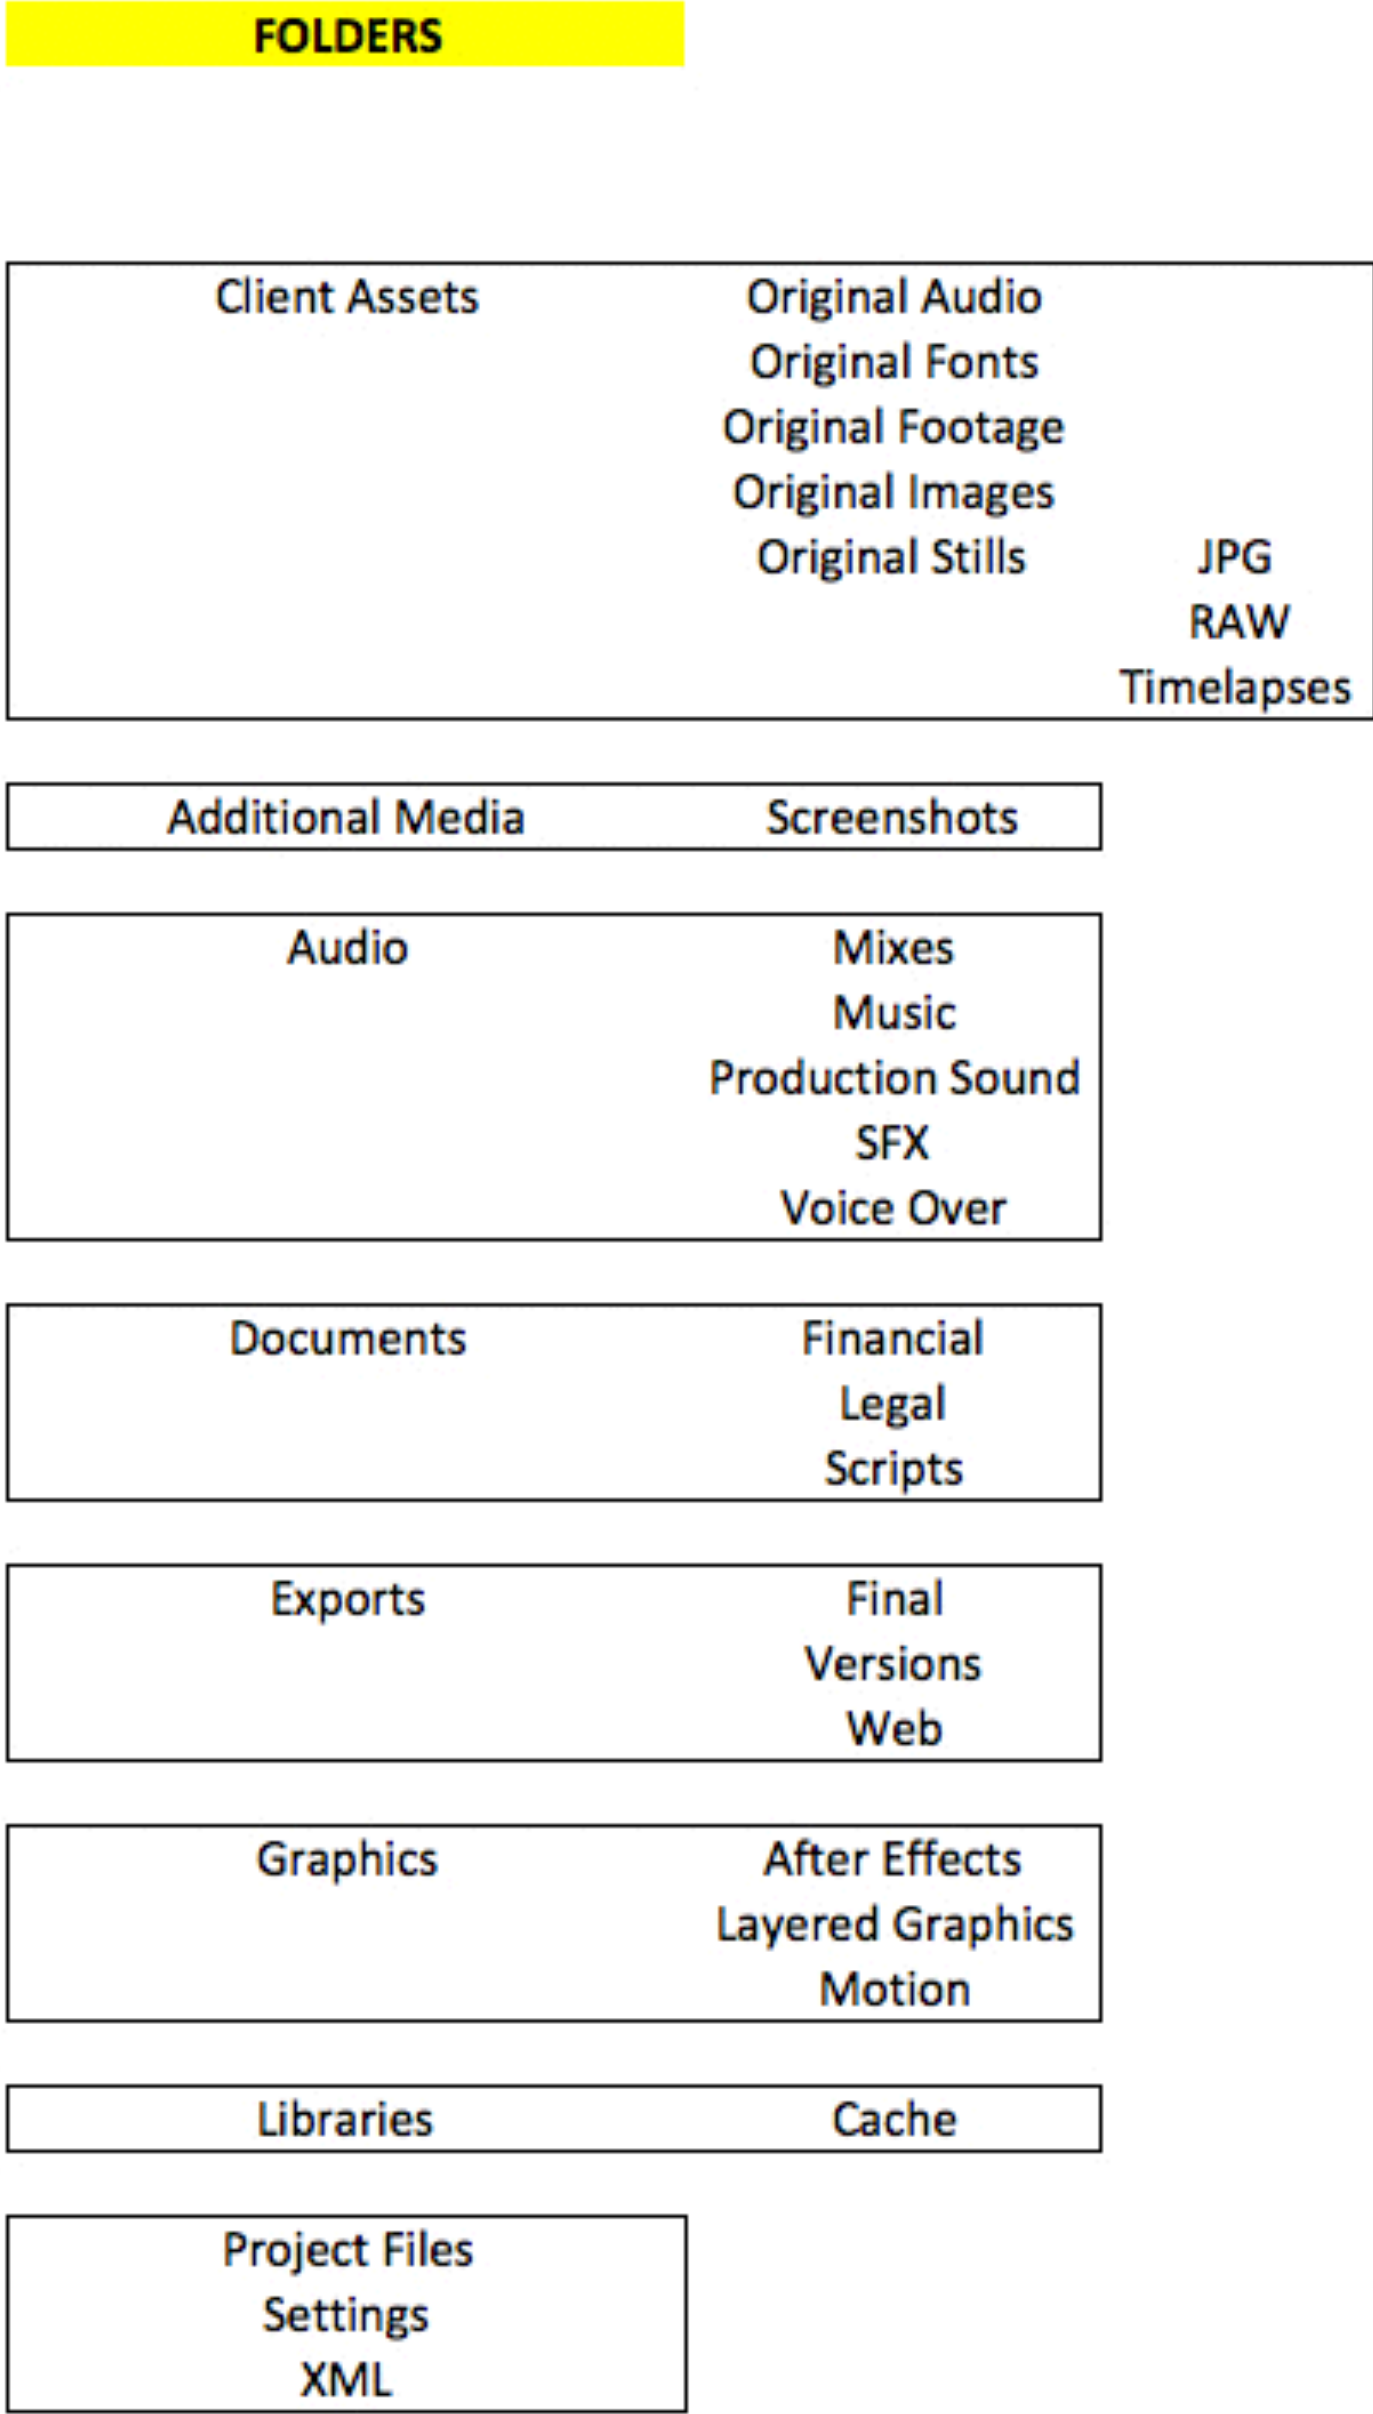 FOLDERS
Client Assets Original Audio
Original Fonts
Original Footage
Original Images
Original Stills JPG
RAW
Timelapses
Additional Media Screenshots
Audio Mixes
Music
Production Sound
SFX
Voice Over
Documents Financial
Legal
Scripts
Exports Final
Versions
Web
Graphics After Effects
Layered Graphics
Motion
Libraries Cache
Project Files
Settings
XML